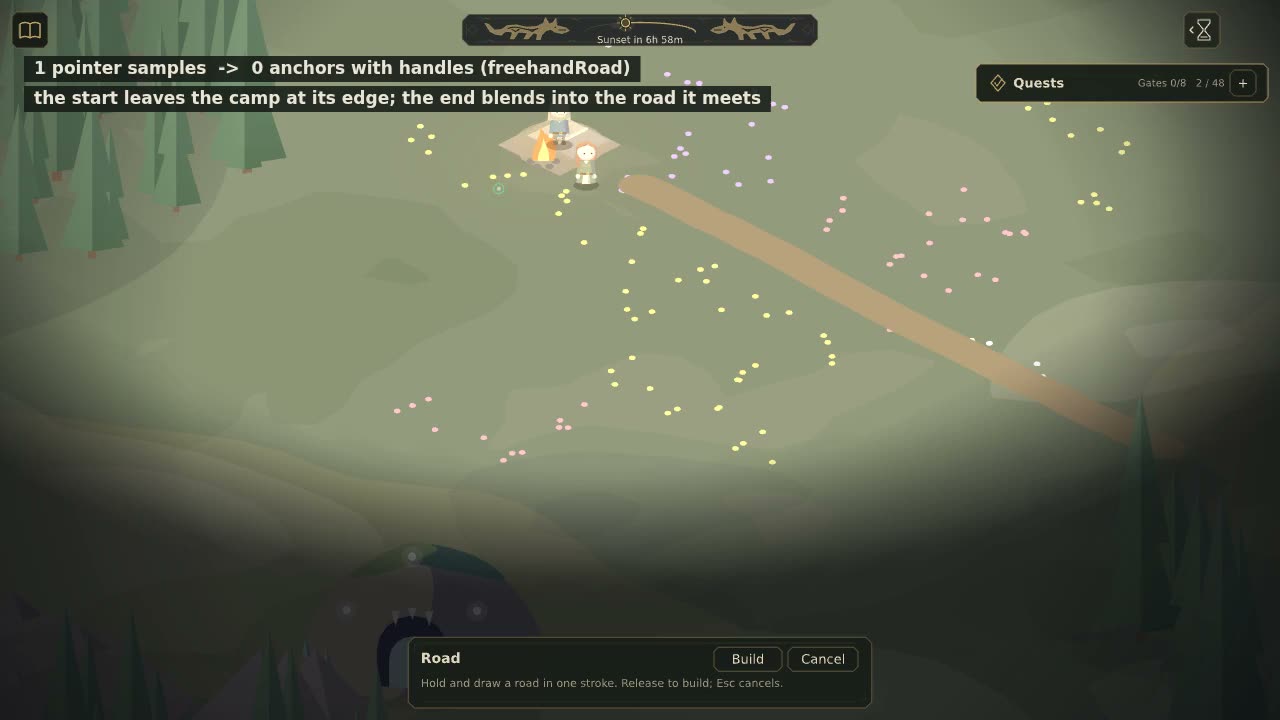 Sunset in 6h 58m
1 pointer samples -> 0 anchors with handles (freehandRoad)
the start leaves the camp at its edge; the end blends into the road it meets
Quests Gates 0/8 2 / 48 +
Road Build Cancel
Hold and draw a road in one stroke. Release to build; Esc cancels.